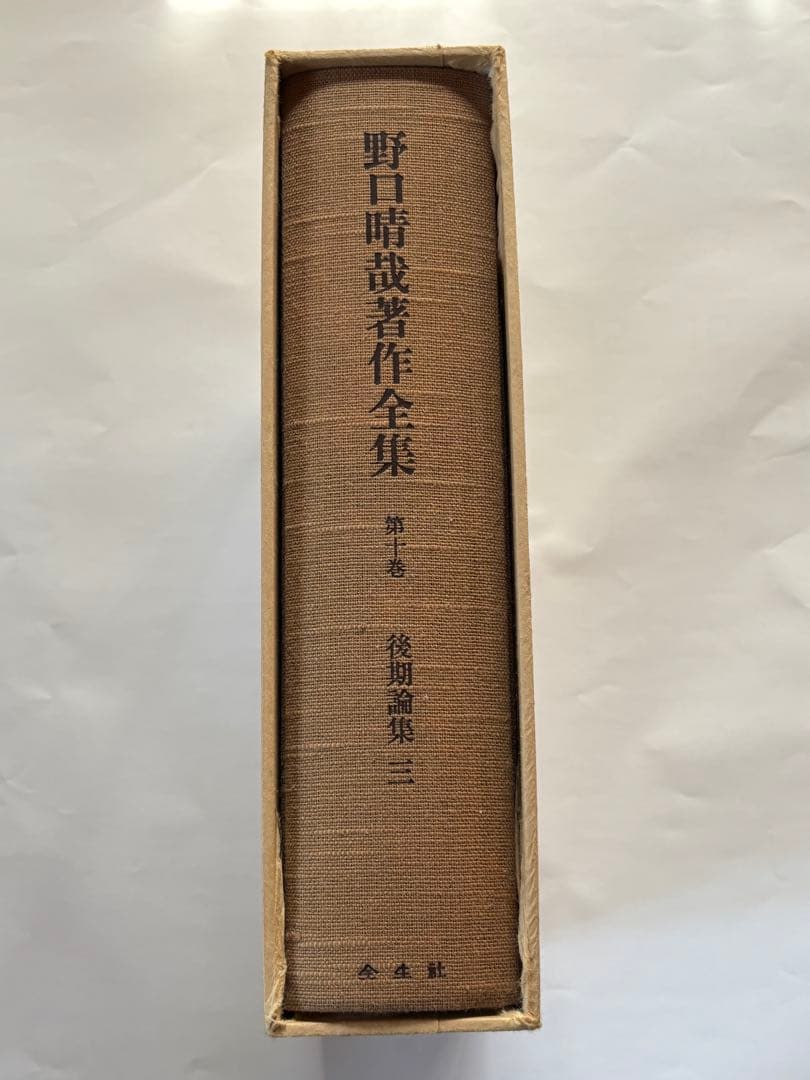 野口晴哉著作全集
第十巻
後期論集 三
全生社